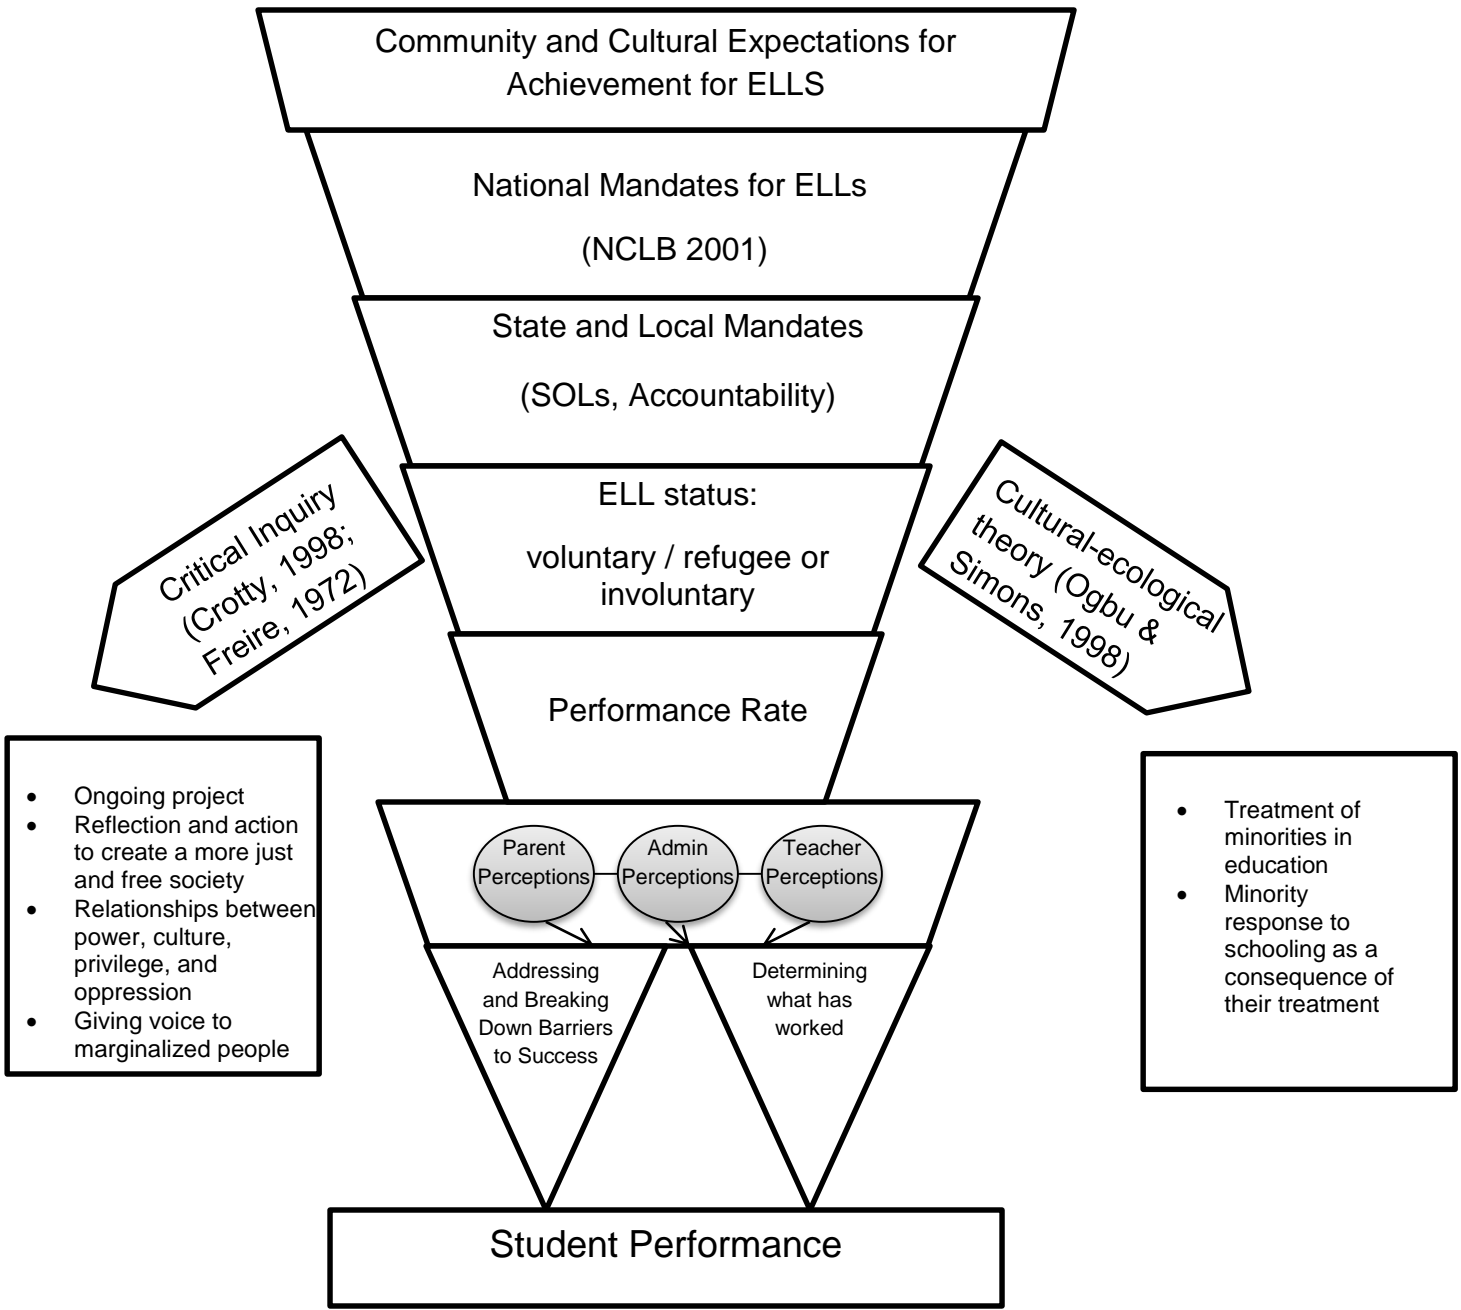 Community and Cultural Expectations for
Achievement for ELLS
National Mandates for ELLs
(NCLB 2001)
State and Local Mandates
(SOLs, Accountability)
ELL status:
voluntary / refugee or
involuntary
Critical Inquiry
(Crotty, 1998;
Freire, 1972)
Cultural-ecological
theory (Ogbu &
Simons, 1998)
Performance Rate
• Ongoing project
• Reflection and action
to create a more just
and free society
• Relationships between
power, culture,
privilege, and
oppression
• Giving voice to
marginalized people
Parent
Perceptions
Admin
Perceptions
Teacher
Perceptions
• Treatment of
minorities in
education
• Minority
response to
schooling as a
consequence of
their treatment
Addressing
and Breaking
Down Barriers
to Success
Determining
what has
worked
Student Performance